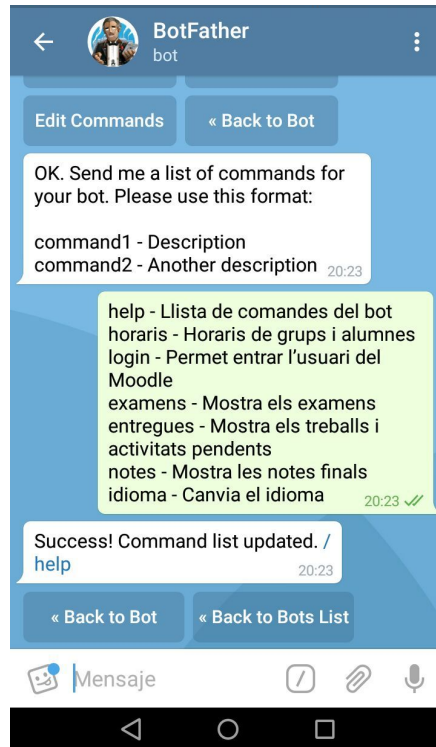 BotFather
bot
Edit Commands
« Back to Bot
OK. Send me a list of commands for
your bot. Please use this format:
command1 - Description
command2 - Another description 20:23
help - Llista de comandes del bot
horaris - Horaris de grups i alumnes
login - Permet entrar l’usuari del
Moodle
examens - Mostra els examens
entregues - Mostra els treballs i
activitats pendents
notes - Mostra les notes finals
idioma - Canvia el idioma 20:23
Success! Command list updated. /
help 20:23
« Back to Bot
« Back to Bots List
Mensaje